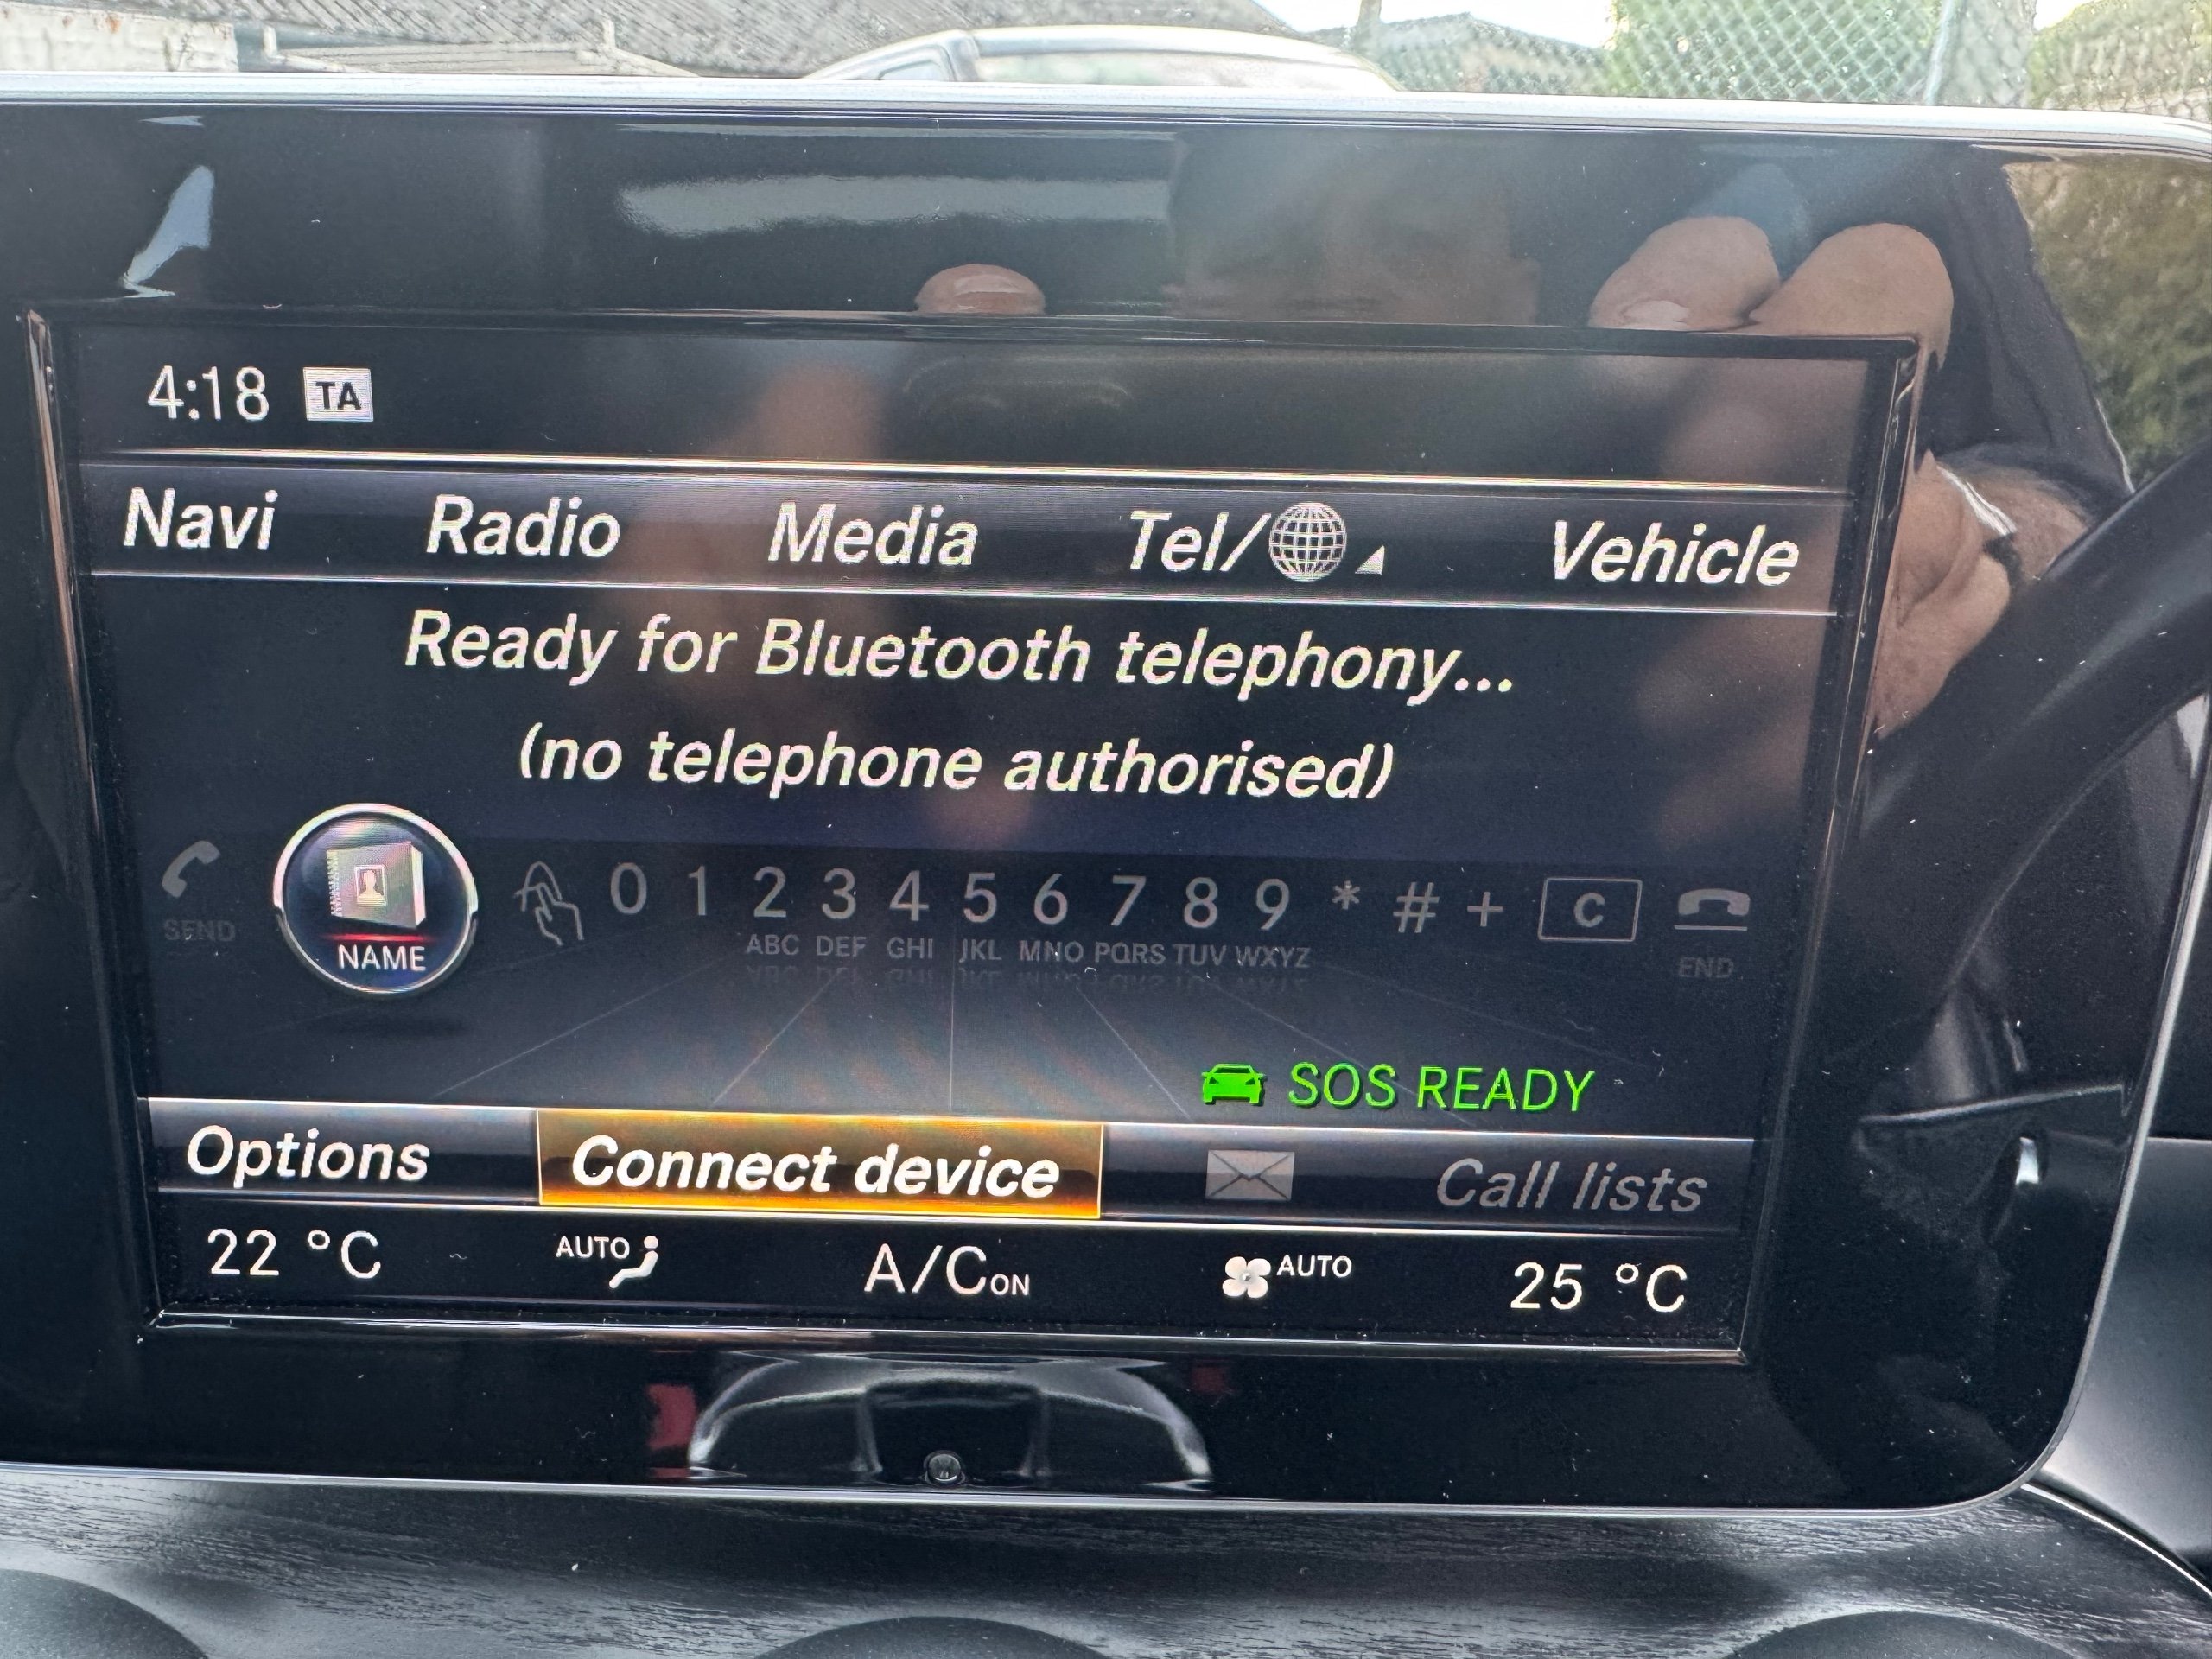 4:18 TA
Navi Radio Media Tel/ Vehicle
Ready for Bluetooth telephony...
(no telephone authorised)
SEND NAME 0 1 2 3 4 5 6 7 8 9 * # + C END
ABC DEF GHI JKL MNO PQRS TUV WXYZ
SOS READY
Options Connect device Call lists
22 °C AUTO A/C ON AUTO 25 °C